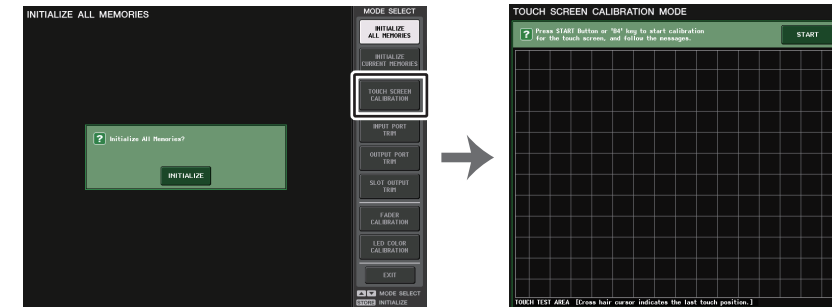 INITIALIZE ALL MEMORIES
? Initialize All Memories?
INITIALIZE
MODE SELECT
INITIALIZE
ALL MEMORIES
INITIALIZE
CURRENT MEMORIES
TOUCH SCREEN
CALIBRATION
INPUT PORT
TRIM
OUTPUT PORT
TRIM
SLOT OUTPUT
TRIM
FADER
CALIBRATION
LED COLOR
CALIBRATION
EXIT
MODE SELECT
STORE INITIALIZE
TOUCH SCREEN CALIBRATION MODE
? Press START Button or 'B4' key to start calibration
for the touch screen, and follow the messages.
START
TOUCH TEST AREA [Cross hair cursor indicates the last touch position.]